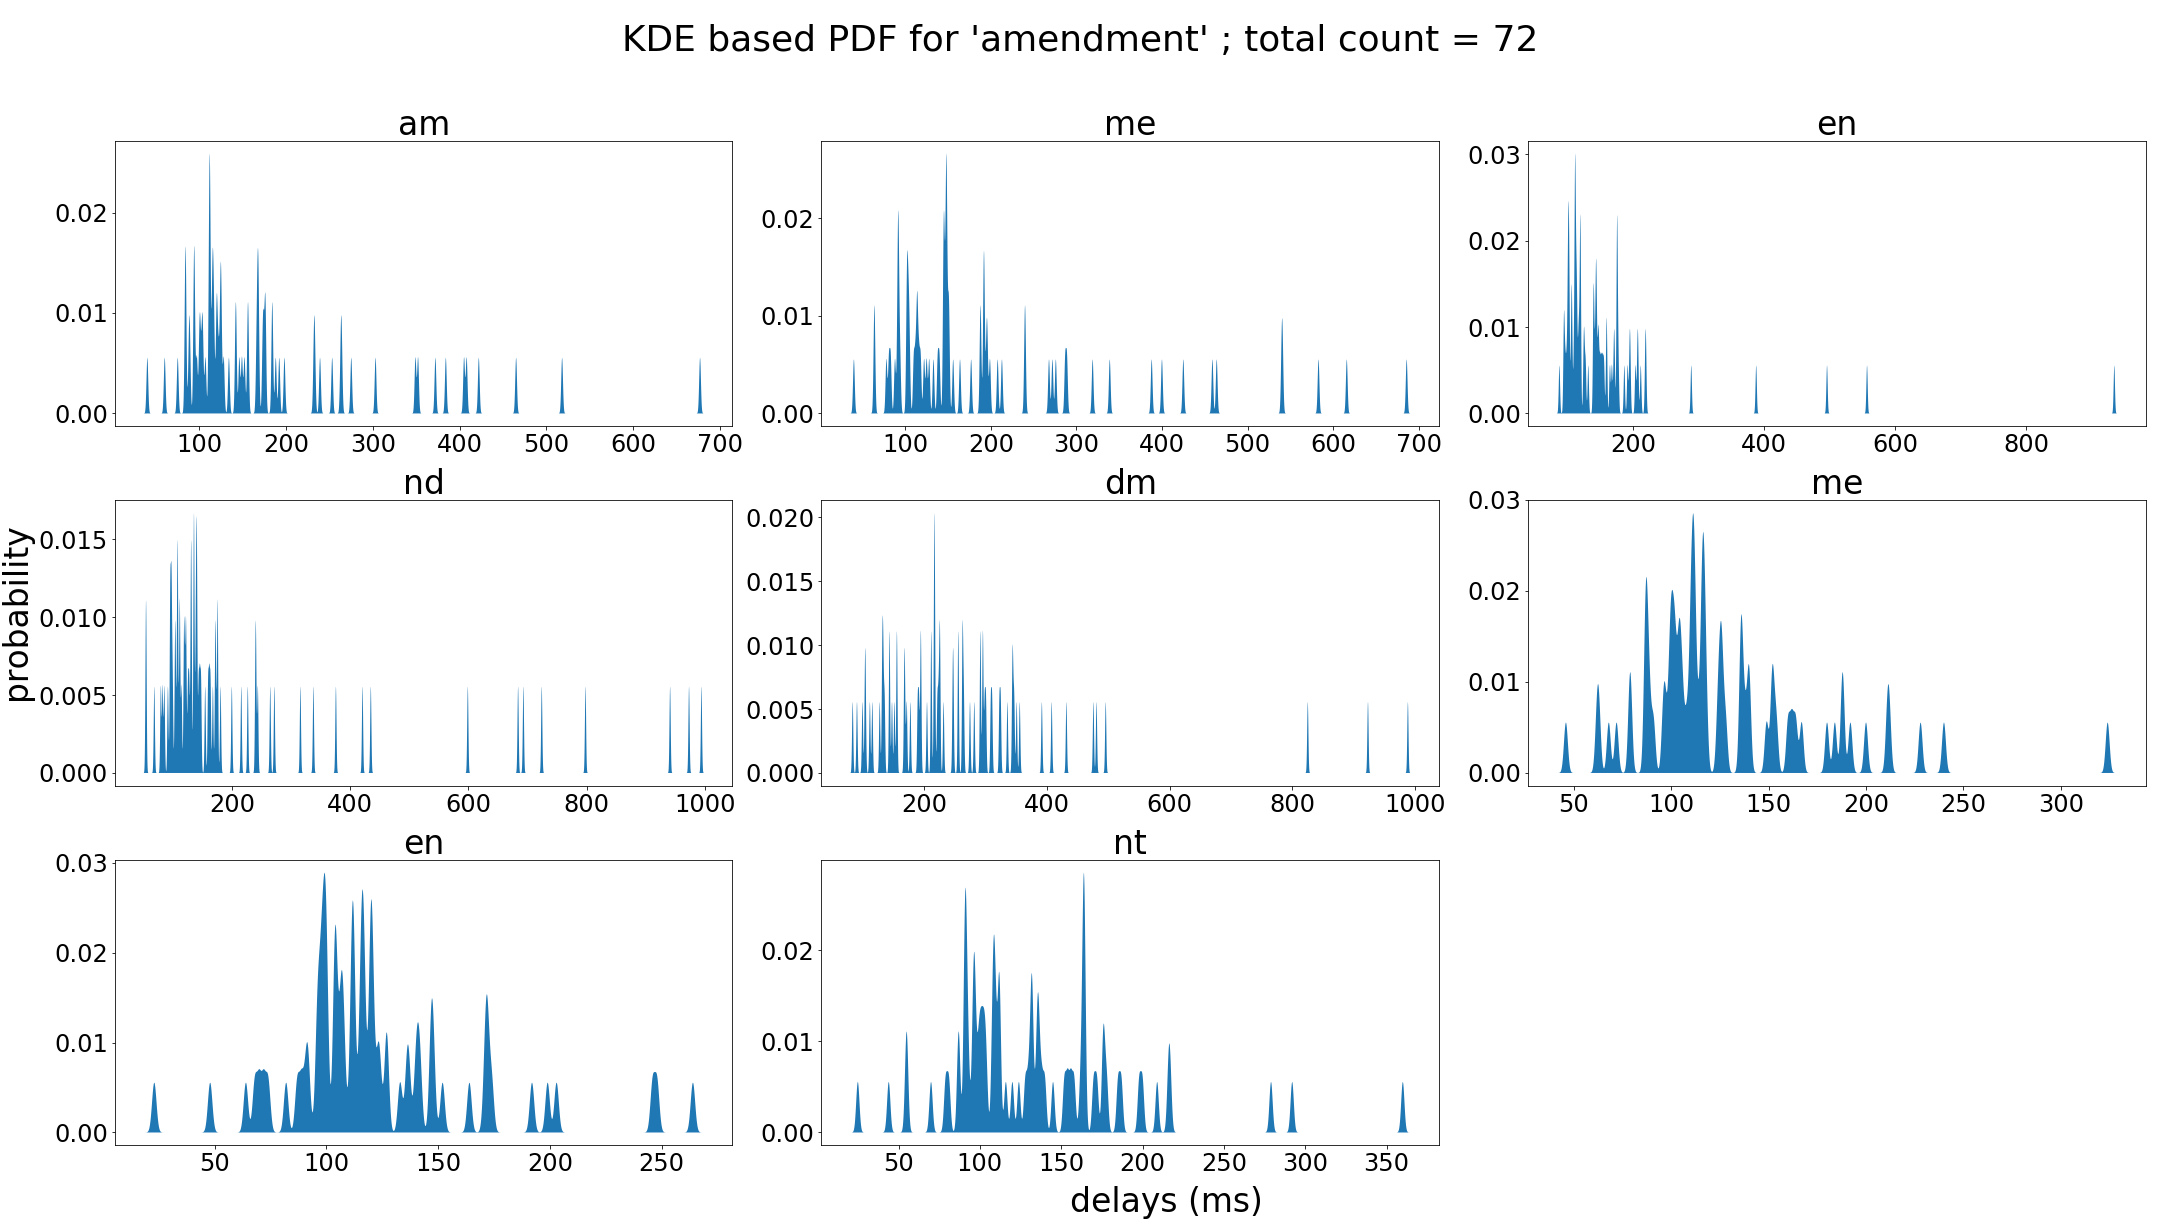 KDE based PDF for 'amendment' ; total count = 72
am
0.02
0.01
0.00
100 200 300 400 500 600 700
me
0.02
0.01
0.00
100 200 300 400 500 600 700
en
0.03
0.02
0.01
0.00
200 400 600 800
probability
nd
0.015
0.010
0.005
0.000
200 400 600 800 1000
dm
0.020
0.015
0.010
0.005
0.000
200 400 600 800 1000
me
0.03
0.02
0.01
0.00
50 100 150 200 250 300
en
0.03
0.02
0.01
0.00
50 100 150 200 250
nt
0.02
0.01
0.00
50 100 150 200 250 300 350
delays (ms)